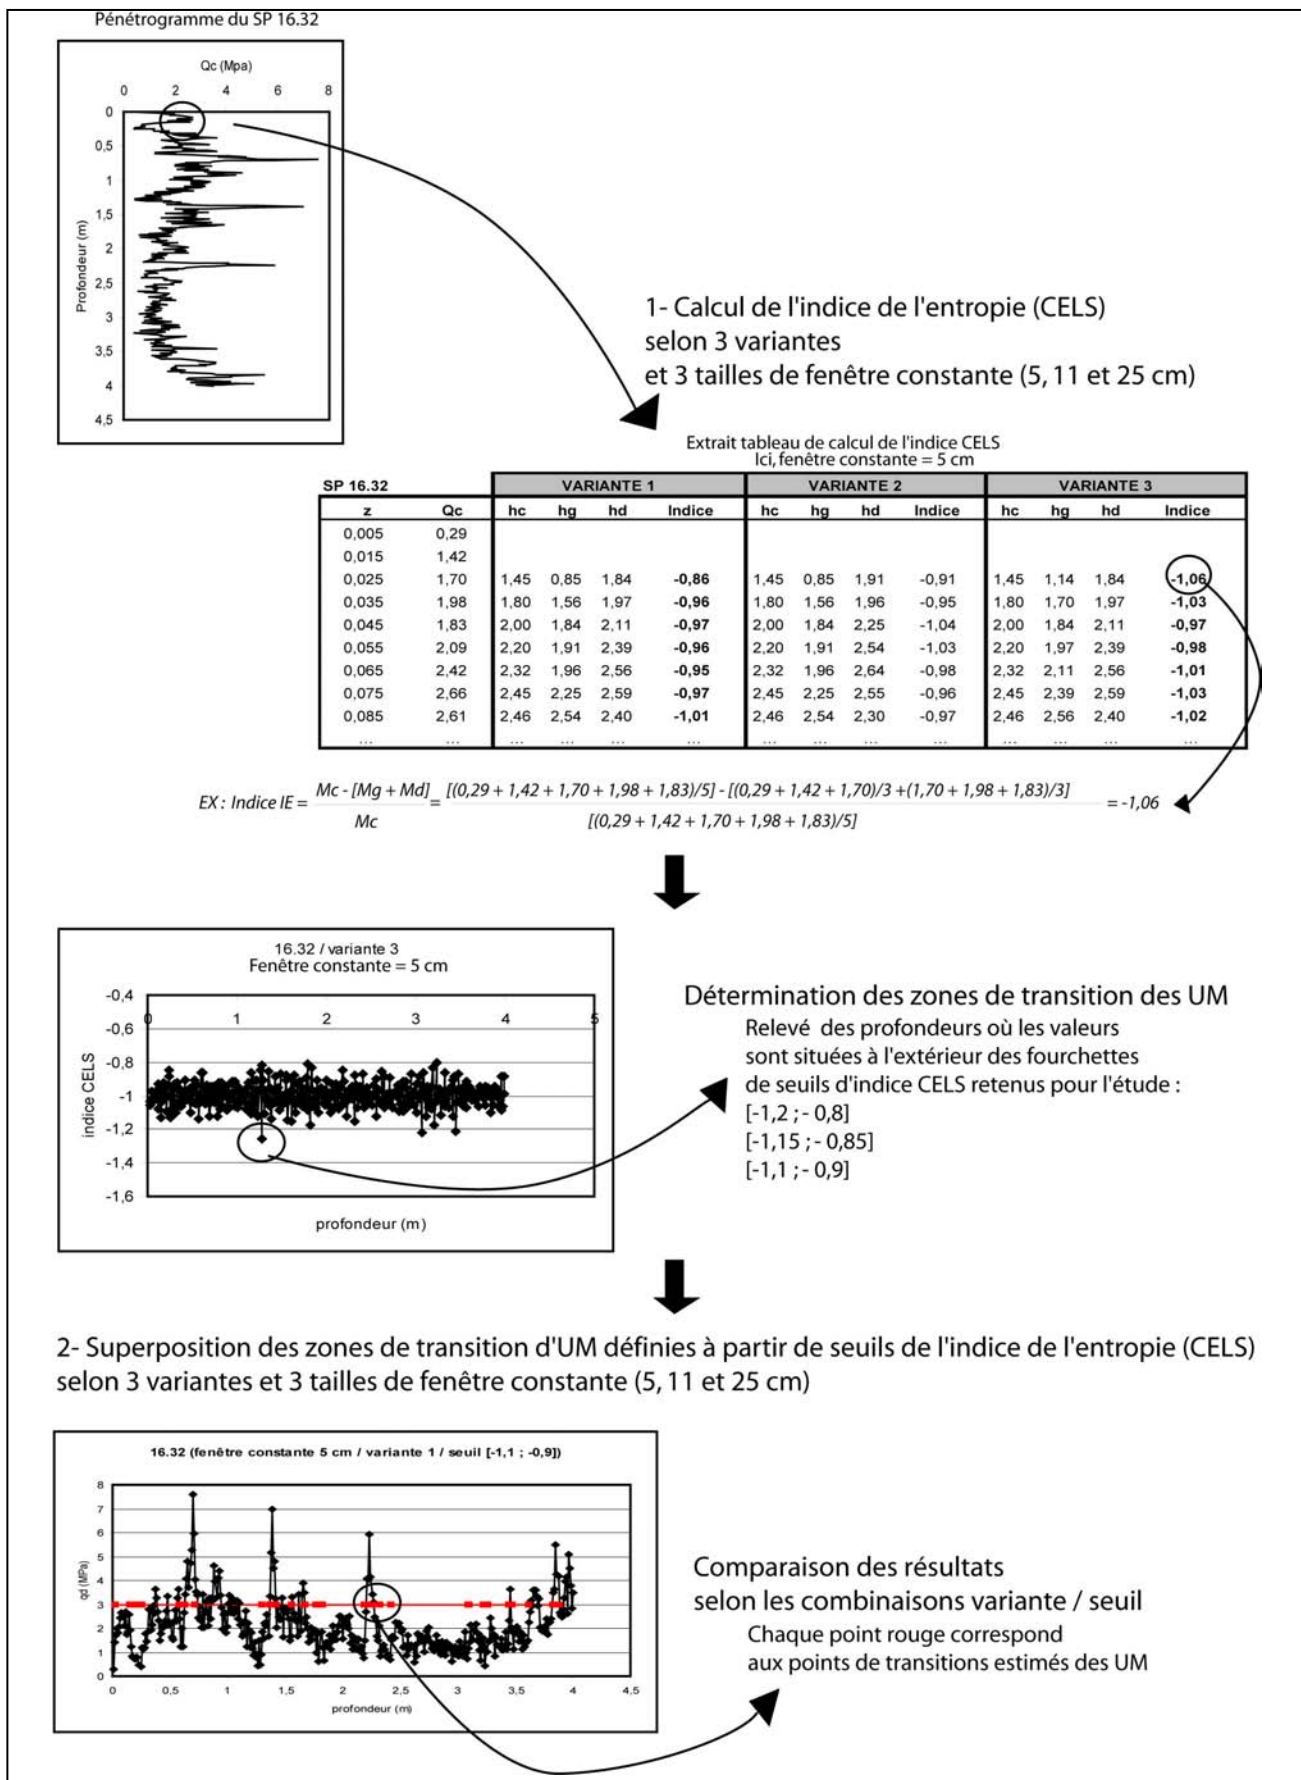 Pénétrogramme du SP 16.32
Qc (Mpa)
0 2 4 6 8
0
0,5
1
1,5
2
2,5
3
3,5
4
4,5
Profondeur (m)
1- Calcul de l'indice de l'entropie (CELS)
selon 3 variantes
et 3 tailles de fenêtre constante (5, 11 et 25 cm)
Extrait tableau de calcul de l'indice CELS
Ici, fenêtre constante = 5 cm
SP 16.32 VARIANTE 1 VARIANTE 2 VARIANTE 3
z Qc hc hg hd Indice hc hg hd Indice hc hg hd Indice
0,005 0,29
0,015 1,42
0,025 1,70 1,45 0,85 1,84 -0,86 1,45 0,85 1,91 -0,91 1,45 1,14 1,84 -1,06
0,035 1,98 1,80 1,56 1,97 -0,96 1,80 1,56 1,96 -0,95 1,80 1,70 1,97 -1,03
0,045 1,83 2,00 1,84 2,11 -0,97 2,00 1,84 2,25 -1,04 2,00 1,84 2,11 -0,97
0,055 2,09 2,20 1,91 2,39 -0,96 2,20 1,91 2,54 -1,03 2,20 1,97 2,39 -0,98
0,065 2,42 2,32 1,96 2,56 -0,95 2,32 1,96 2,64 -0,98 2,32 2,11 2,56 -1,01
0,075 2,66 2,45 2,25 2,59 -0,97 2,45 2,25 2,55 -0,96 2,45 2,39 2,59 -1,03
0,085 2,61 2,46 2,54 2,40 -1,01 2,46 2,54 2,30 -0,97 2,46 2,56 2,40 -1,02
... ... ... ... ... ... ... ... ... ... ... ... ... ...
EX : Indice IE = Mc - [Mg + Md] = [(0,29 + 1,42 + 1,70 + 1,98 + 1,83)/5] - [(0,29 + 1,42 + 1,70)/3 +(1,70 + 1,98 + 1,83)/3] = -1,06
Mc [(0,29 + 1,42 + 1,70 + 1,98 + 1,83)/5]
16.32 / variante 3
Fenêtre constante = 5 cm
-0,4
-0,6
-0,8
-1
-1,2
-1,4
-1,6
0 1 2 3 4 5
indice CELS
profondeur (m)
Détermination des zones de transition des UM
Relevé des profondeurs où les valeurs
sont situées à l'extérieur des fourchettes
de seuils d'indice CELS retenus pour l'étude :
[-1,2 ; - 0,8]
[-1,15 ; - 0,85]
[-1,1 ; - 0,9]
2- Superposition des zones de transition d'UM définies à partir de seuils de l'indice de l'entropie (CELS)
selon 3 variantes et 3 tailles de fenêtre constante (5, 11 et 25 cm)
16.32 (fenêtre constante 5 cm / variante 1 / seuil [-1,1 ; -0,9])
8
7
6
5
4
3
2
1
0
qd (MPa)
0 0,5 1 1,5 2 2,5 3 3,5 4 4,5
profondeur (m)
Comparaison des résultats
selon les combinaisons variante / seuil
Chaque point rouge correspond
aux points de transitions estimés des UM